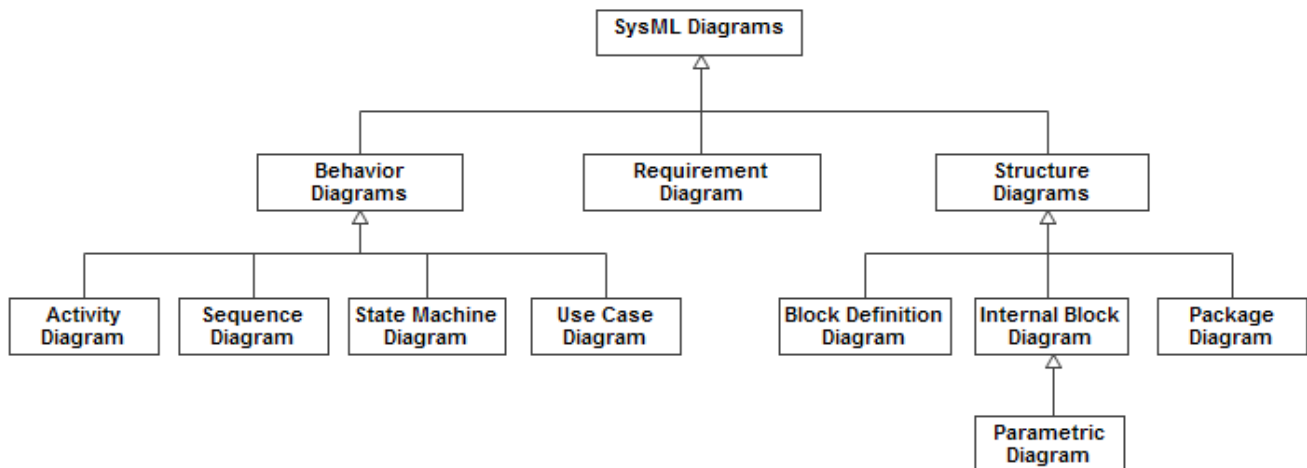 SysML Diagrams
Behavior
Diagrams
Requirement
Diagram
Structure
Diagrams
Activity
Diagram
Sequence
Diagram
State Machine
Diagram
Use Case
Diagram
Block Definition
Diagram
Internal Block
Diagram
Package
Diagram
Parametric
Diagram